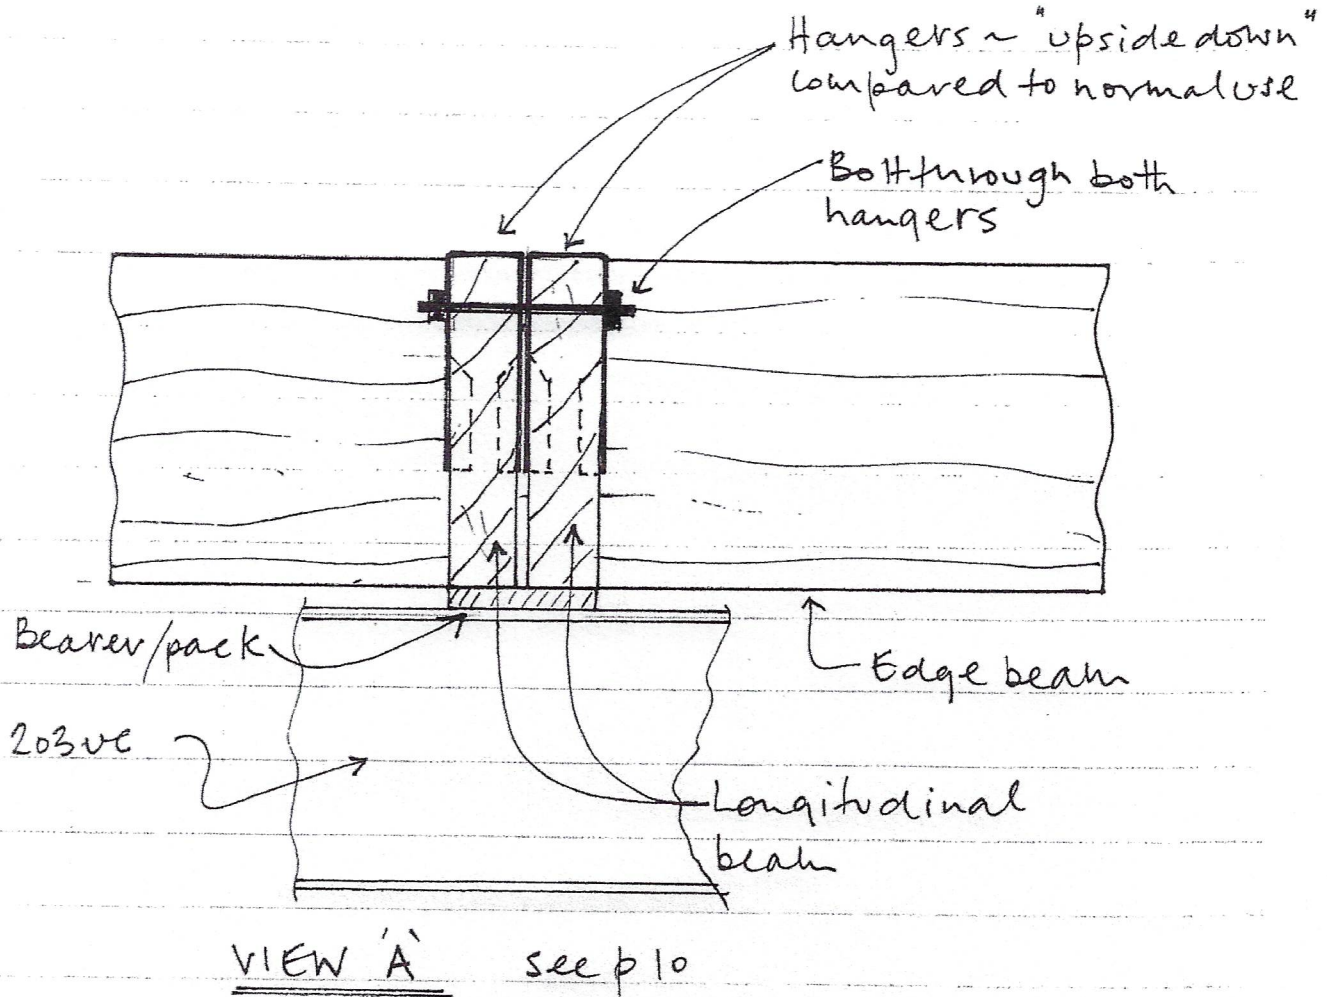 Hangers ~ "upside down"
compared to normal use
Bolt through both
hangers
Bearer/pack
Edge beam
203UC
Longitudinal
beam
VIEW 'A' see p 10